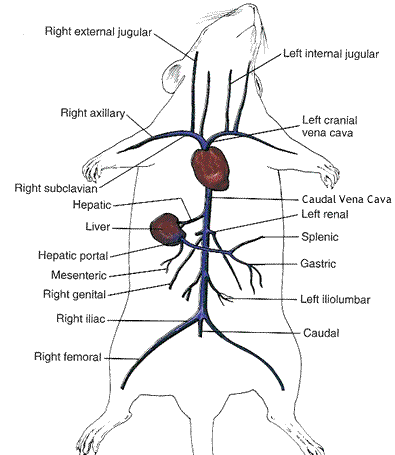 Right external jugular
Left internal jugular
Right axillary
Left cranial
vena cava
Right subclavian
Hepatic
Caudal Vena Cava
Left renal
Liver
Splenic
Hepatic portal
Gastric
Mesenteric
Right genital
Left iliolumbar
Right iliac
Caudal
Right femoral